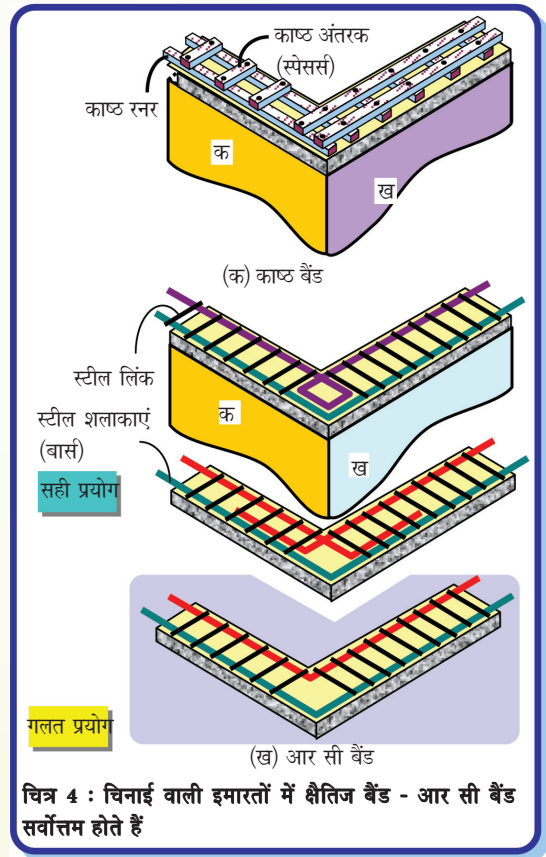 काष्ठ अंतरक
(स्पेसर्स)
काष्ठ रनर
क
ख
(क) काष्ठ बैंड
स्टील लिंक
स्टील शलाकाएं
(बार्स)
क
ख
सही प्रयोग
गलत प्रयोग
(ख) आर सी बैंड
चित्र 4 : चिनाई वाली इमारतों में क्षैतिज बैंड - आर सी बैंड
सर्वोत्तम होते हैं